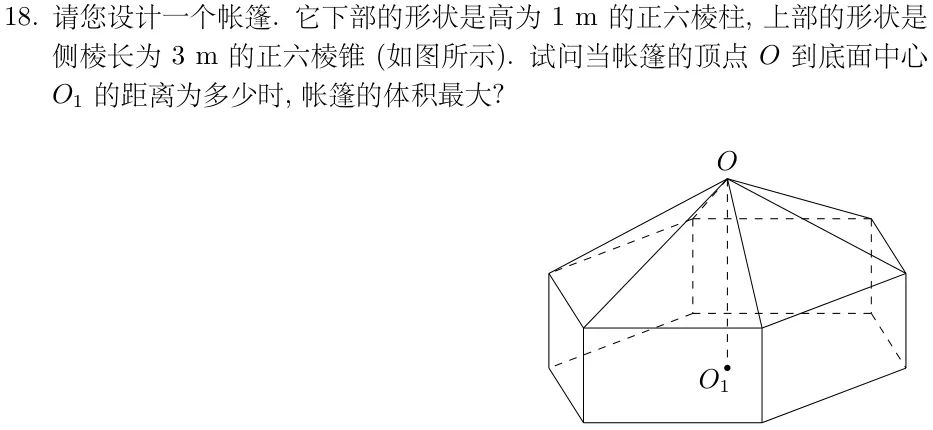 18. 请您设计一个帐篷. 它下部的形状是高为 1 m 的正六棱柱, 上部的形状是
侧棱长为 3 m 的正六棱锥 (如图所示). 试问当帐篷的顶点 O 到底面中心
O₁ 的距离为多少时, 帐篷的体积最大?
O
O₁